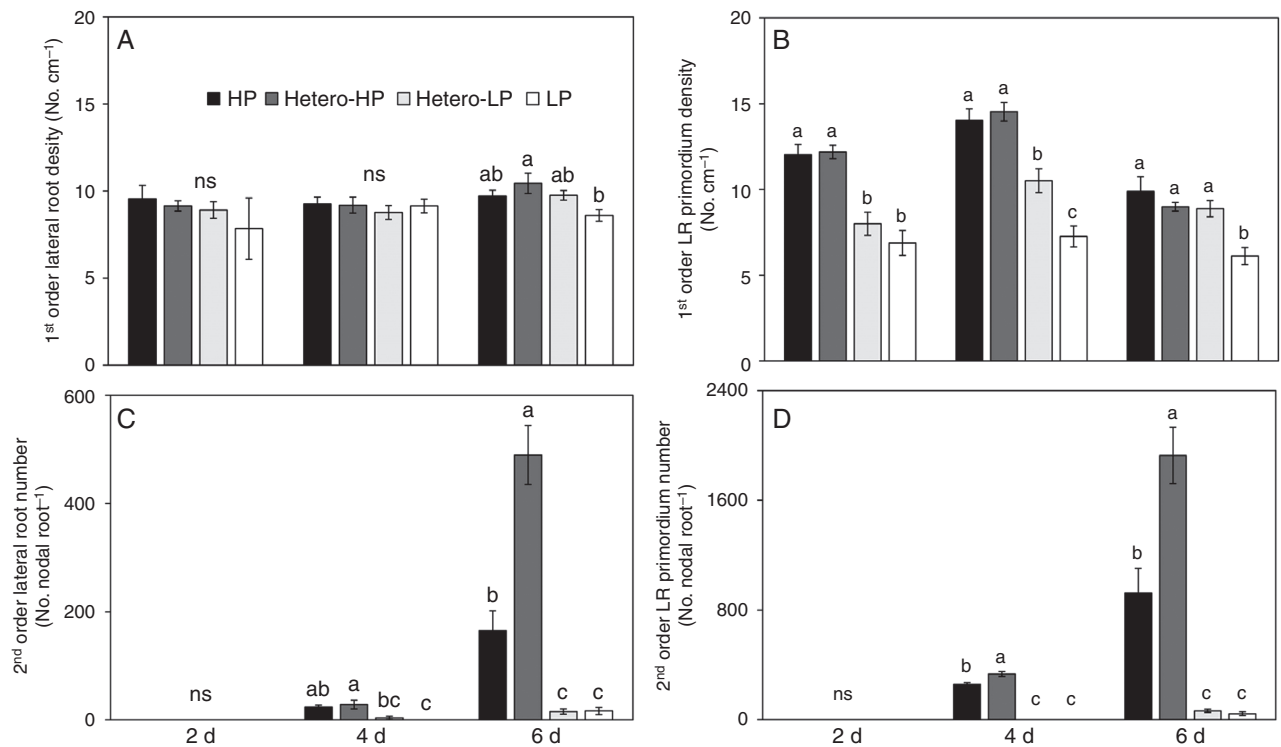 20
15
10
5
0
1st order lateral root desity (No. cm−1)
A
HP Hetero-HP Hetero-LP LP
ns
ns
ab a ab b
20
15
10
5
0
1st order LR primordium density
(No. cm−1)
B
a a b b
a a b c
a a a b
600
400
200
0
2nd order lateral root number
(No. nodal root−1)
C
ns
ab a bc c
b a c c
2 d 4 d 6 d
2400
1600
800
0
2nd order LR primordium number
(No. nodal root−1)
D
ns
b a c c
b a c c
2 d 4 d 6 d